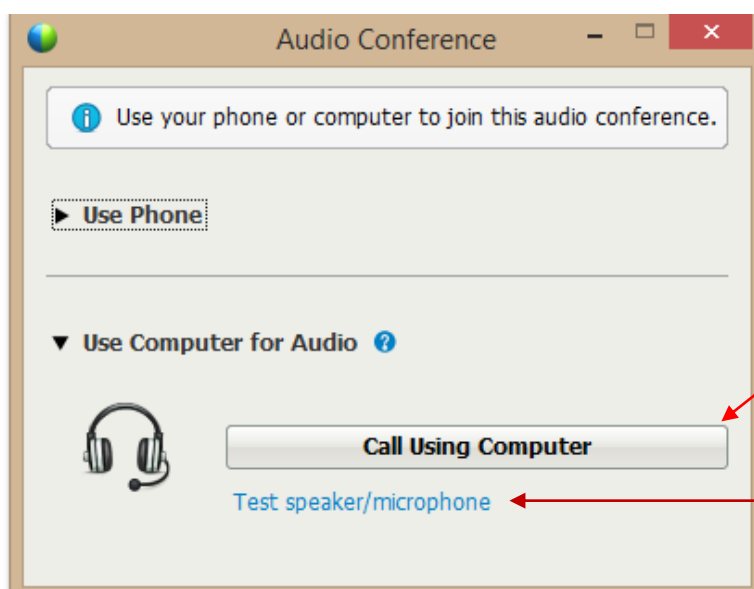 Audio Conference
Use your phone or computer to join this audio conference.
Use Phone
Use Computer for Audio
Call Using Computer
Test speaker/microphone